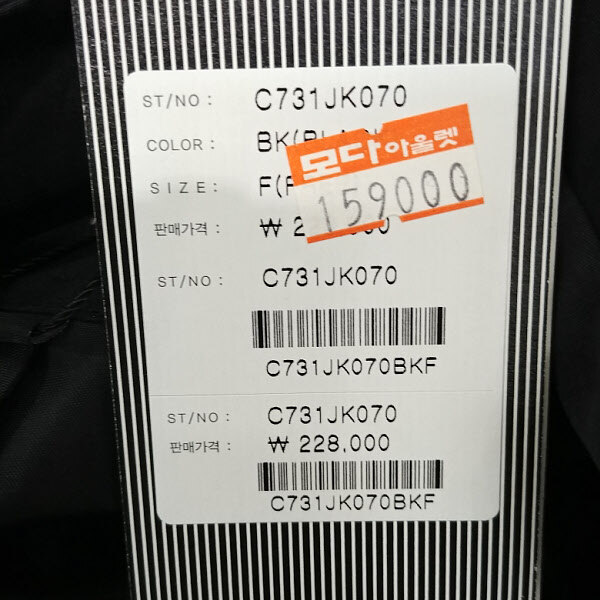 ST/NO : C731JK070
COLOR : BK(
SIZE : F(F
모다아울렛
159000
판매가격 : ₩ 2
ST/NO : C731JK070
C731JK070BKF
ST/NO : C731JK070
판매가격 : ₩ 228,000
C731JK070BKF